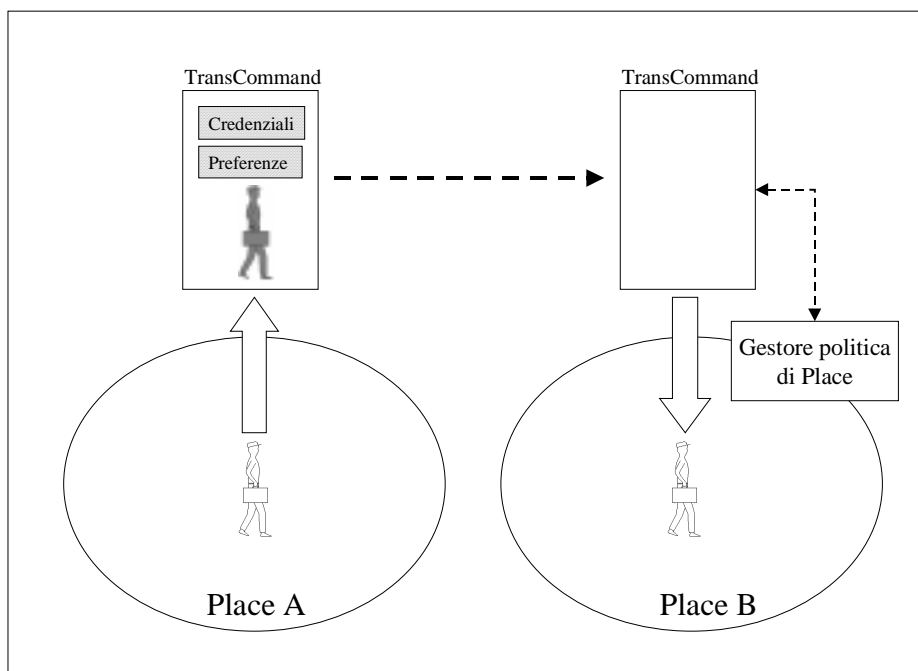 TransCommand
Credenziali
Preferenze
TransCommand
Gestore politica
di Place
Place A
Place B